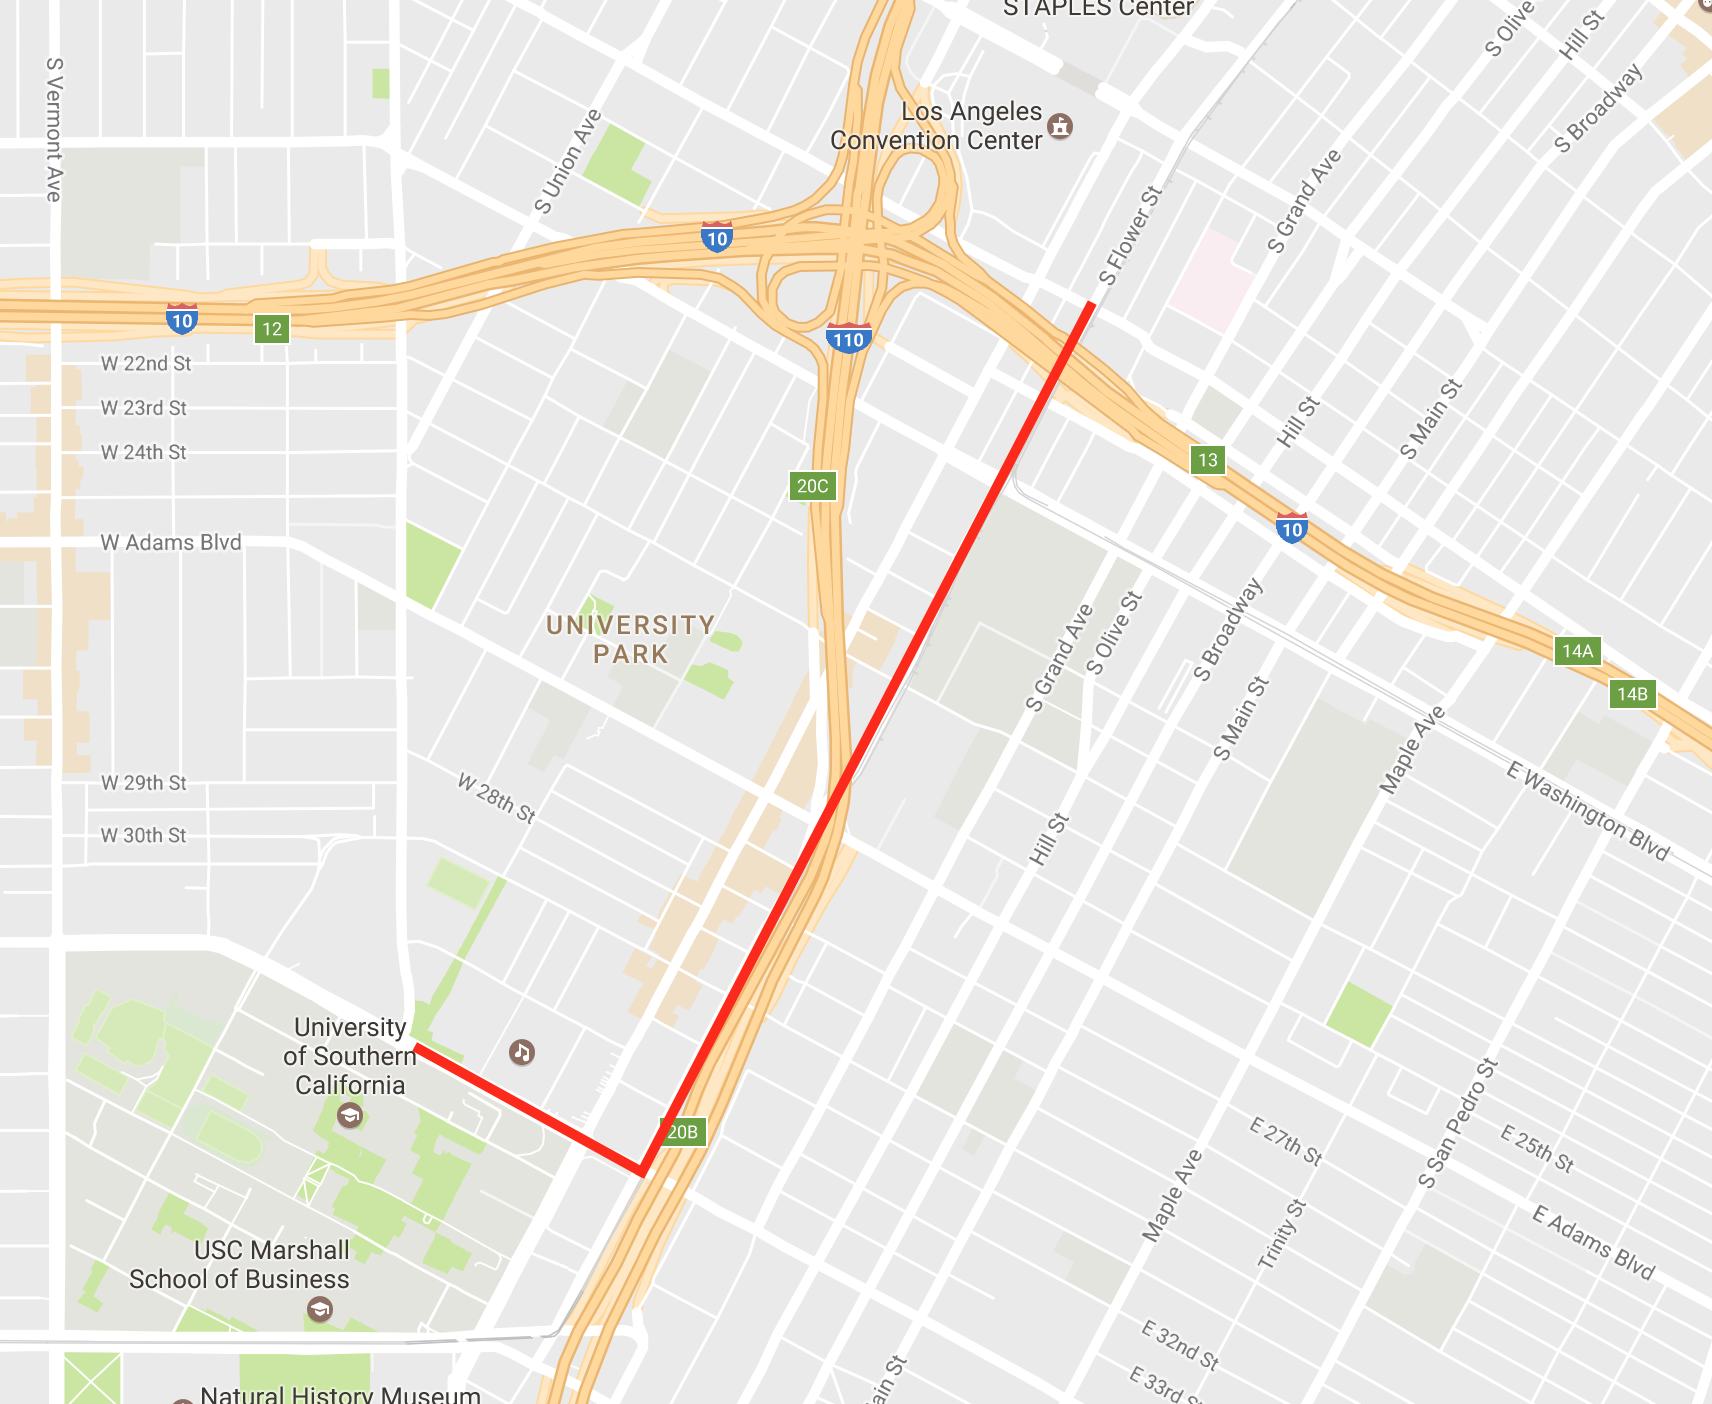 STAPLES Center
S Olive
Hill St
S Broadway
S Vermont Ave
S Union Ave
Los Angeles
Convention Center
S Grand Ave
S Flower St
10
10
12
110
W 22nd St
W 23rd St
W 24th St
Hill St
S Main St
13
20C
10
W Adams Blvd
UNIVERSITY
PARK
S Grand Ave
S Olive St
S Broadway
14A
14B
S Main St
Maple Ave
E Washington Blvd
W 29th St
W 28th St
W 30th St
Hill St
University
of Southern
California
20B
E 27th St
S San Pedro St
E 25th St
Maple Ave
Trinity St
E Adams Blvd
USC Marshall
School of Business
E 32nd St
E 33rd S
ain St
Natural History Museum